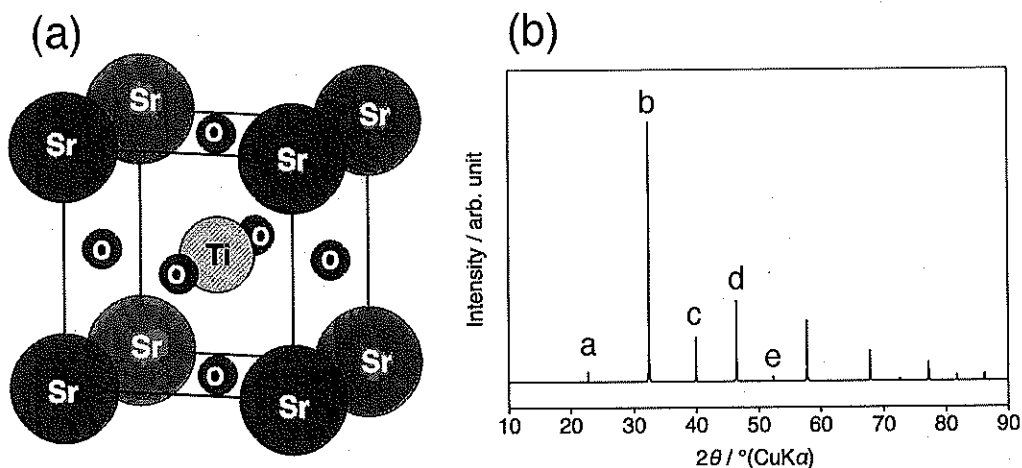 (a)
Sr
Sr
O
Sr
Sr
O
Ti
O
O
O
Sr
Sr
O
Sr
Sr
(b)
Intensity / arb. unit
a
b
c
d
e
10 20 30 40 50 60 70 80 90
2θ / °(CuKα)